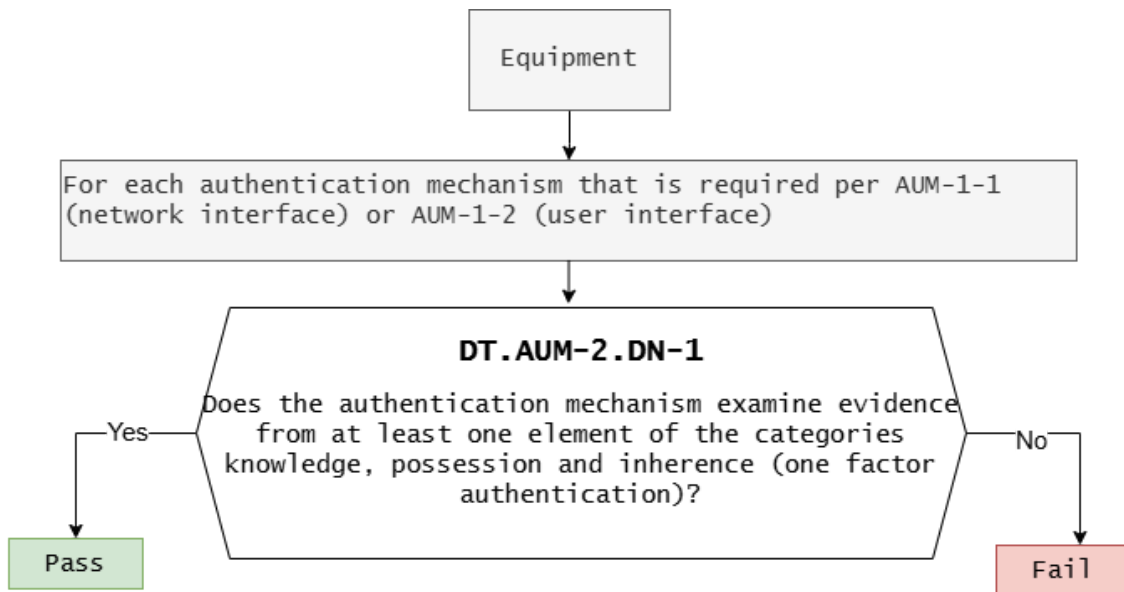 Equipment
For each authentication mechanism that is required per AUM-1-1
(network interface) or AUM-1-2 (user interface)
DT.AUM-2.DN-1
Does the authentication mechanism examine evidence
from at least one element of the categories
knowledge, possession and inherence (one factor
authentication)?
Yes
No
Pass
Fail